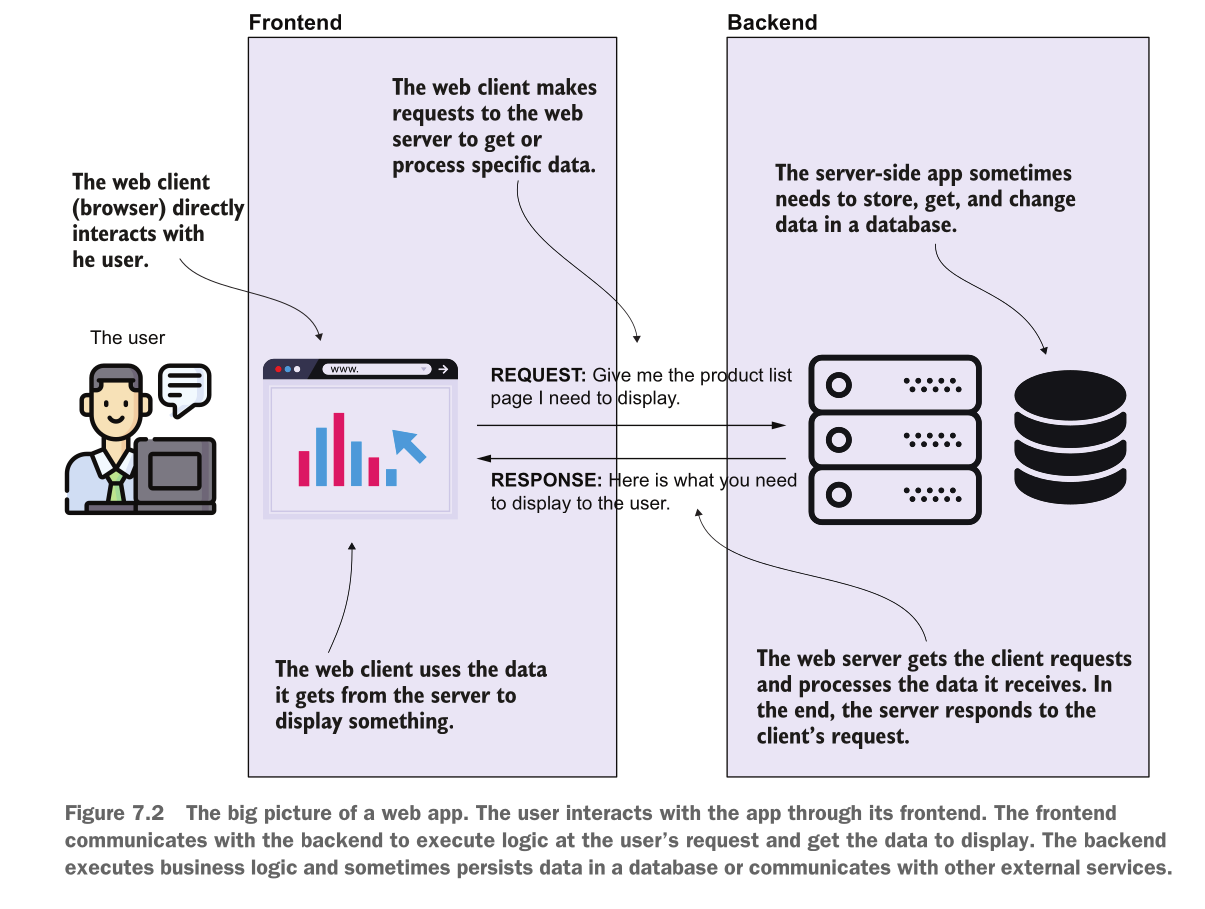 Frontend
Backend
The web client makes
requests to the web
server to get or
process specific data.
The web client
(browser) directly
interacts with
he user.
The server-side app sometimes
needs to store, get, and change
data in a database.
The user
www.
REQUEST: Give me the product list
page I need to display.
RESPONSE: Here is what you need
to display to the user.
The web client uses the data
it gets from the server to
display something.
The web server gets the client requests
and processes the data it receives. In
the end, the server responds to the
client’s request.
Figure 7.2 The big picture of a web app. The user interacts with the app through its frontend. The frontend
communicates with the backend to execute logic at the user’s request and get the data to display. The backend
executes business logic and sometimes persists data in a database or communicates with other external services.